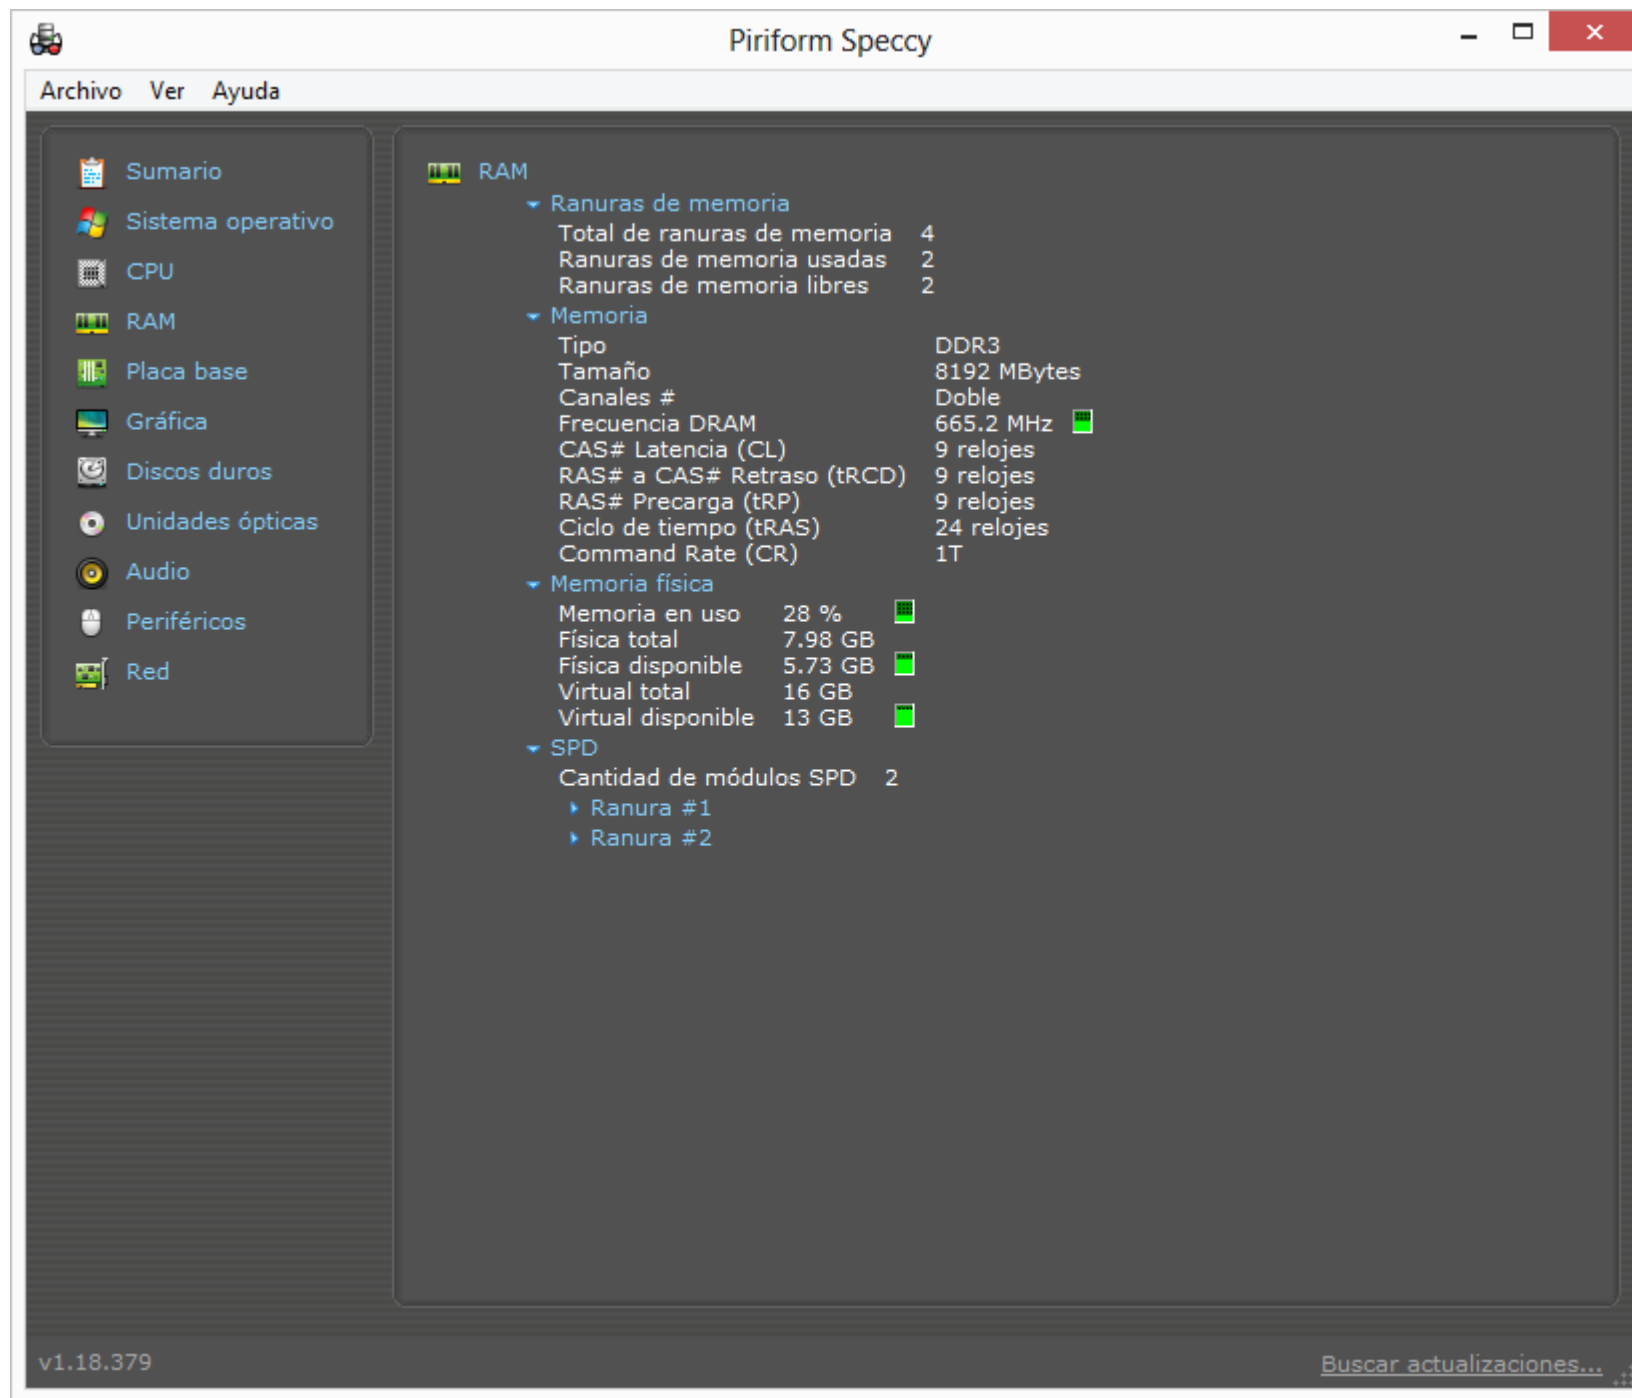 Piriform Speccy
Archivo Ver Ayuda
Sumario
Sistema operativo
CPU
RAM
Placa base
Gráfica
Discos duros
Unidades ópticas
Audio
Periféricos
Red
RAM
Ranuras de memoria
Total de ranuras de memoria 4
Ranuras de memoria usadas 2
Ranuras de memoria libres 2
Memoria
Tipo DDR3
Tamaño 8192 MBytes
Canales # Doble
Frecuencia DRAM 665.2 MHz
CAS# Latencia (CL) 9 relojes
RAS# a CAS# Retraso (tRCD) 9 relojes
RAS# Precarga (tRP) 9 relojes
Ciclo de tiempo (tRAS) 24 relojes
Command Rate (CR) 1T
Memoria física
Memoria en uso 28 %
Física total 7.98 GB
Física disponible 5.73 GB
Virtual total 16 GB
Virtual disponible 13 GB
SPD
Cantidad de módulos SPD 2
Ranura #1
Ranura #2
v1.18.379
Buscar actualizaciones...